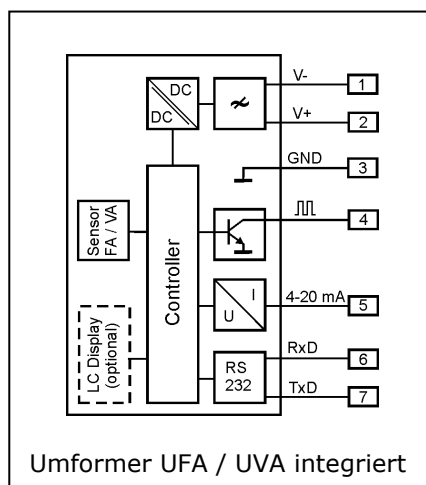 DC
DC
V-
1
V+
2
GND
3
4
Sensor
FA / VA
Controller
I
U
4-20 mA
5
LC Display
(optional)
RS
232
RxD
6
TxD
7
Umformer UFA / UVA integriert